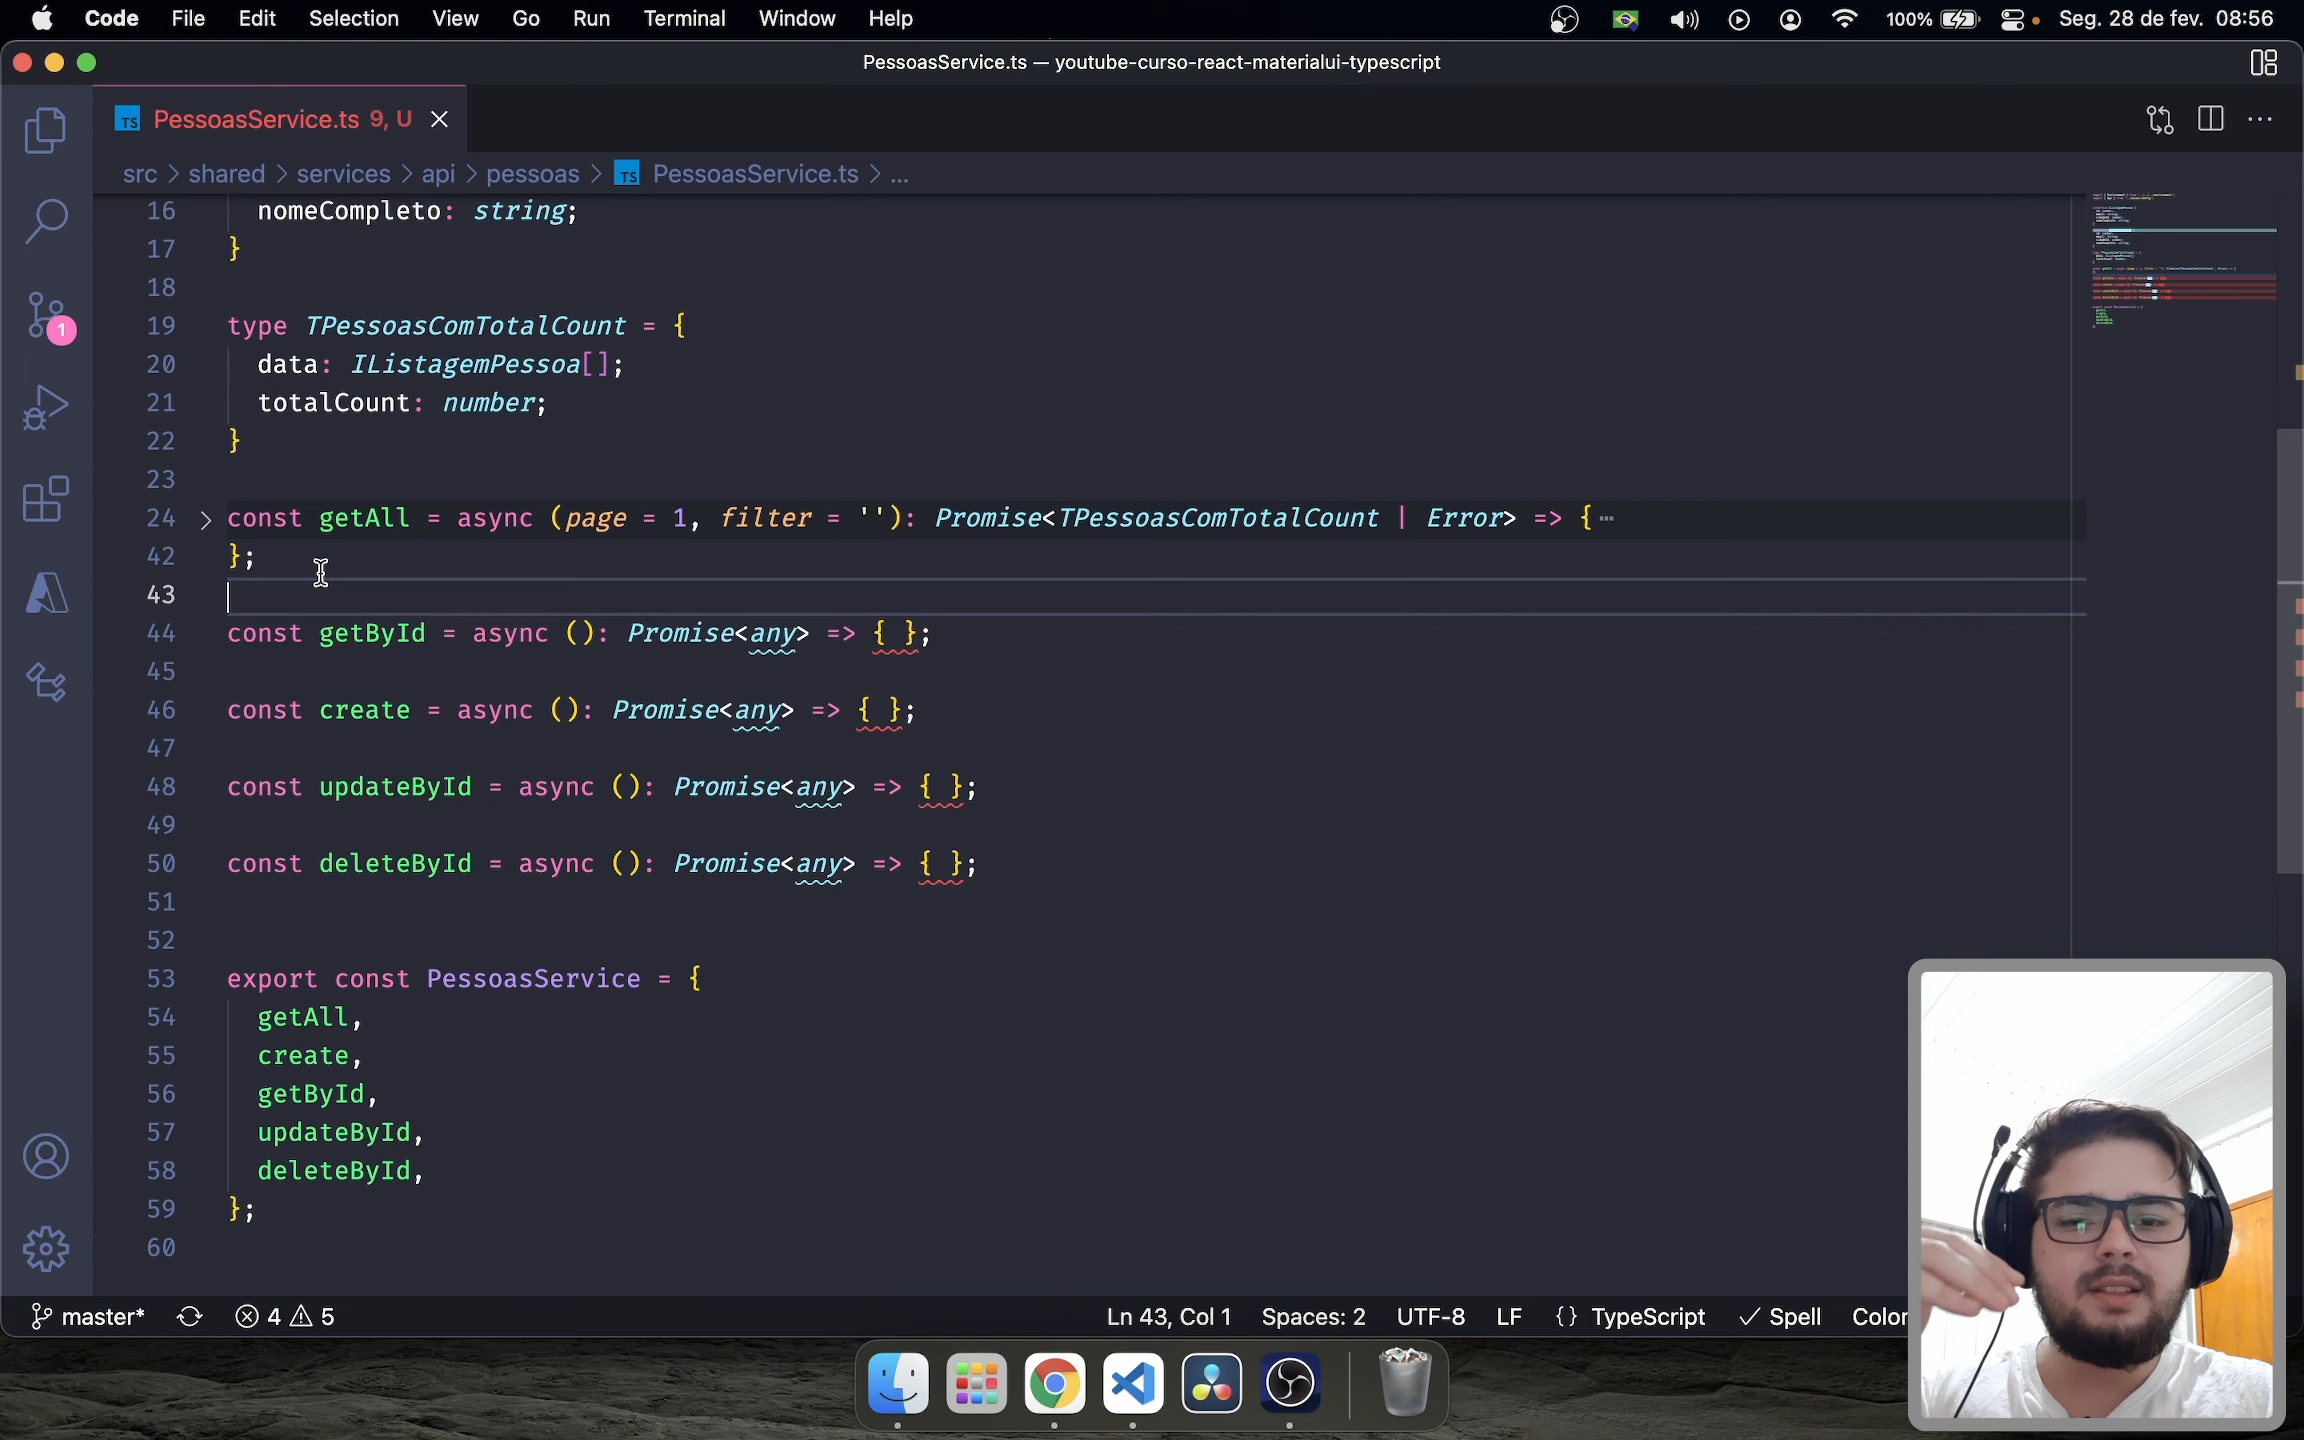 Code File Edit Selection View Go Run Terminal Window Help 100% Seg. 28 de fev. 08:56
PessoasService.ts — youtube-curso-react-materialui-typescript
TS PessoasService.ts 9, U
src > shared > services > api > pessoas > TS PessoasService.ts > ...
16 nomeCompleto: string;
17 }
18
19 type TPessoasComTotalCount = {
20 data: IListagemPessoa[];
21 totalCount: number;
22 }
23
24 const getAll = async (page = 1, filter = ''): Promise<TPessoasComTotalCount | Error> => {…
42 };
43
44 const getById = async (): Promise<any> => { };
45
46 const create = async (): Promise<any> => { };
47
48 const updateById = async (): Promise<any> => { };
49
50 const deleteById = async (): Promise<any> => { };
51
52
53 export const PessoasService = {
54 getAll,
55 create,
56 getById,
57 updateById,
58 deleteById,
59 };
60
1
master* 4 5 Ln 43, Col 1 Spaces: 2 UTF-8 LF {} TypeScript Spell Color